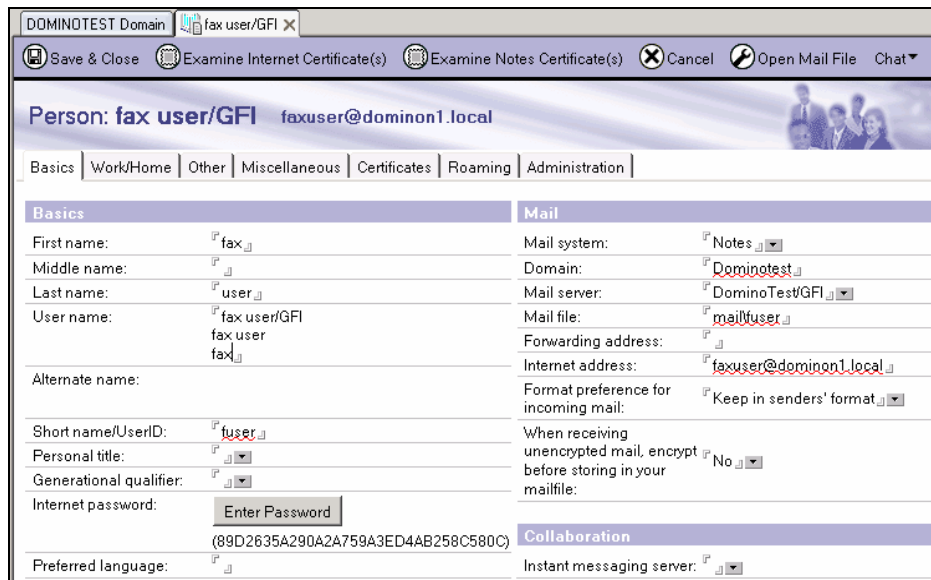 DOMINOTEST Domain fax user/GFI
Save & Close Examine Internet Certificate(s) Examine Notes Certificate(s) Cancel Open Mail File Chat
Person: fax user/GFI faxuser@dominon1.local
Basics Work/Home Other Miscellaneous Certificates Roaming Administration
Basics
First name: fax
Middle name:
Last name: user
User name: fax user/GFI
fax user
fax
Alternate name:
Short name/UserID: fuser
Personal title:
Generational qualifier:
Internet password: Enter Password
(89D2635A290A2A759A3ED4AB258C580C)
Preferred language:
Mail
Mail system: Notes
Domain: Dominotest
Mail server: DominoTest/GFI
Mail file: mail\fuser
Forwarding address:
Internet address: faxuser@dominon1.local
Format preference for
incoming mail: Keep in senders' format
When receiving
unencrypted mail, encrypt
before storing in your
mailfile: No
Collaboration
Instant messaging server: